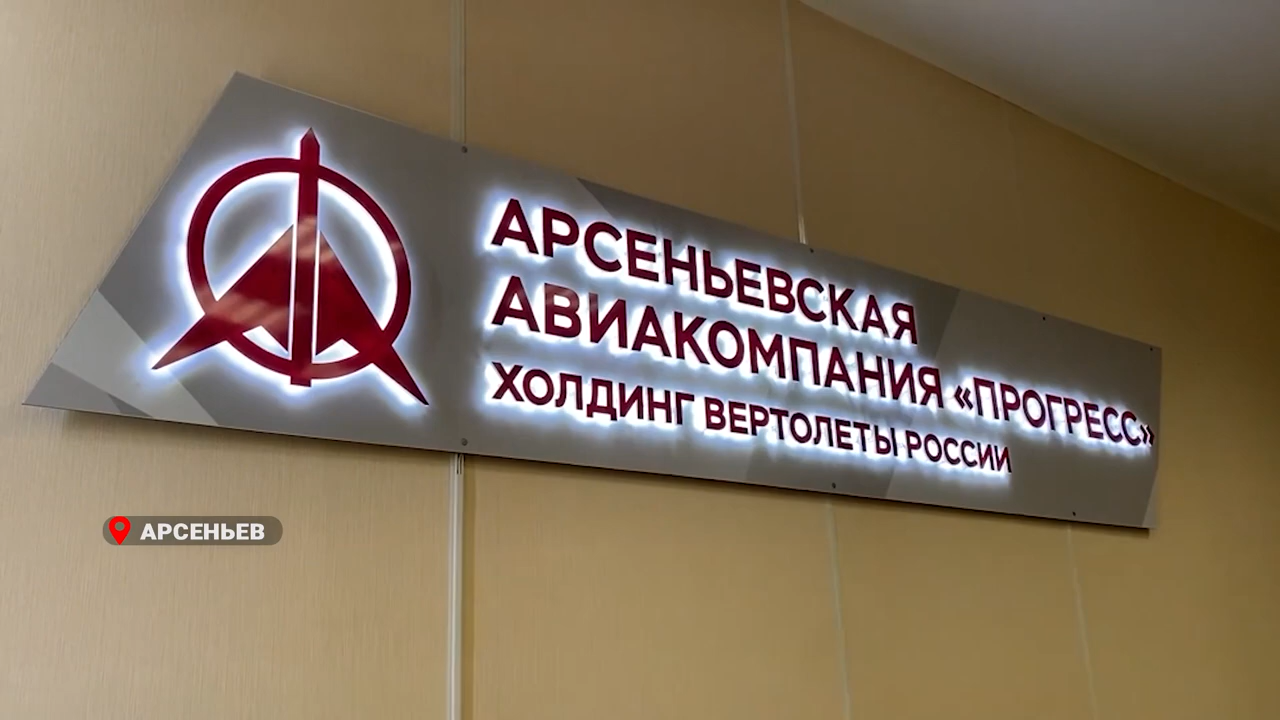 АРСЕНЬЕВСКАЯ
АВИАКОМПАНИЯ «ПРОГРЕСС»
ХОЛДИНГ ВЕРТОЛЕТЫ РОССИИ
АРСЕНЬЕВ